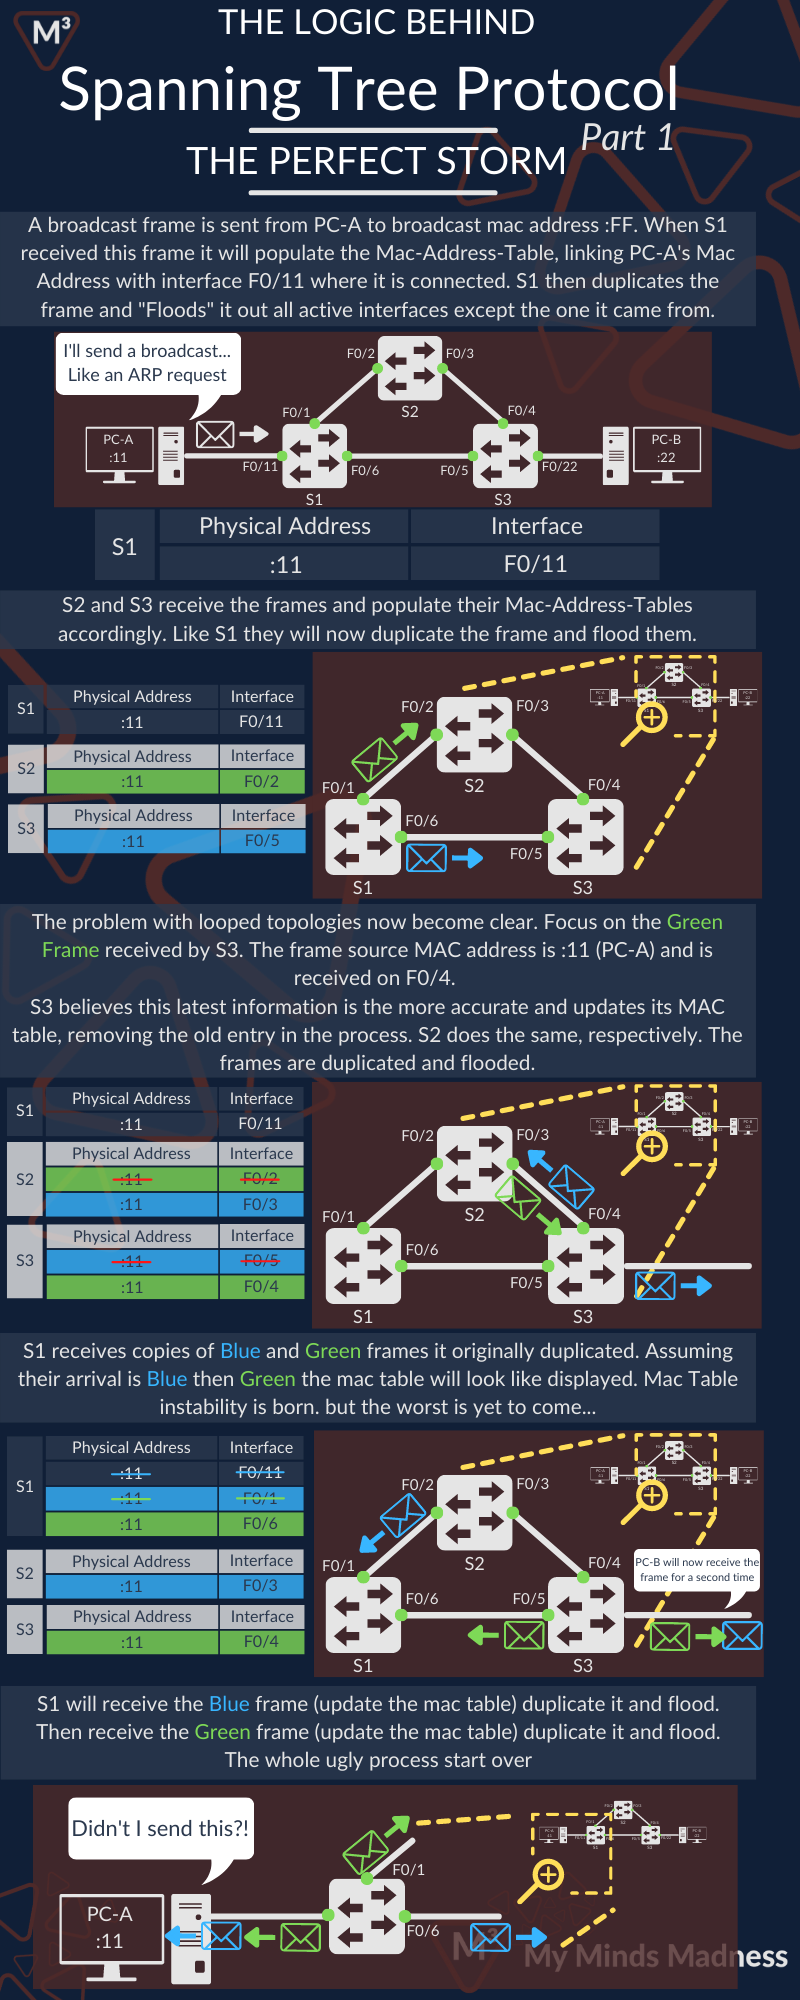 M³
THE LOGIC BEHIND
Spanning Tree Protocol
Part 1
THE PERFECT STORM
A broadcast frame is sent from PC-A to broadcast mac address :FF. When S1
received this frame it will populate the Mac-Address-Table, linking PC-A's Mac
Address with interface F0/11 where it is connected. S1 then duplicates the
frame and "Floods" it out all active interfaces except the one it came from.
I'll send a broadcast...
Like an ARP request
F0/2
F0/3
S2
F0/1
F0/4
PC-A
:11
PC-B
:22
F0/11
F0/6
F0/5
F0/22
S1
S3
S1
Physical Address
Interface
:11
F0/11
S2 and S3 receive the frames and populate their Mac-Address-Tables
accordingly. Like S1 they will now duplicate the frame and flood them.
S1
Physical Address
Interface
:11
F0/11
S2
Physical Address
Interface
:11
F0/2
S3
Physical Address
Interface
:11
F0/5
F0/2
F0/3
S2
F0/1
F0/4
F0/6
F0/5
S1
S3
The problem with looped topologies now become clear. Focus on the Green
Frame received by S3. The frame source MAC address is :11 (PC-A) and is
received on F0/4.
S3 believes this latest information is the more accurate and updates its MAC
table, removing the old entry in the process. S2 does the same, respectively. The
frames are duplicated and flooded.
S1
Physical Address
Interface
:11
F0/11
S2
Physical Address
Interface
:11
F0/2
:11
F0/3
S3
Physical Address
Interface
:11
F0/5
:11
F0/4
F0/2
F0/3
S2
F0/1
F0/4
F0/6
F0/5
S1
S3
S1 receives copies of Blue and Green frames it originally duplicated. Assuming
their arrival is Blue then Green the mac table will look like displayed. Mac Table
instability is born. but the worst is yet to come...
S1
Physical Address
Interface
:11
F0/11
:11
F0/1
:11
F0/6
S2
Physical Address
Interface
:11
F0/3
S3
Physical Address
Interface
:11
F0/4
F0/2
F0/3
S2
F0/1
F0/4
PC-B will now receive the
frame for a second time
F0/6
F0/5
S1
S3
S1 will receive the Blue frame (update the mac table) duplicate it and flood.
Then receive the Green frame (update the mac table) duplicate it and flood.
The whole ugly process start over
Didn't I send this?!
F0/1
PC-A
:11
F0/6
M³
My Minds Madness